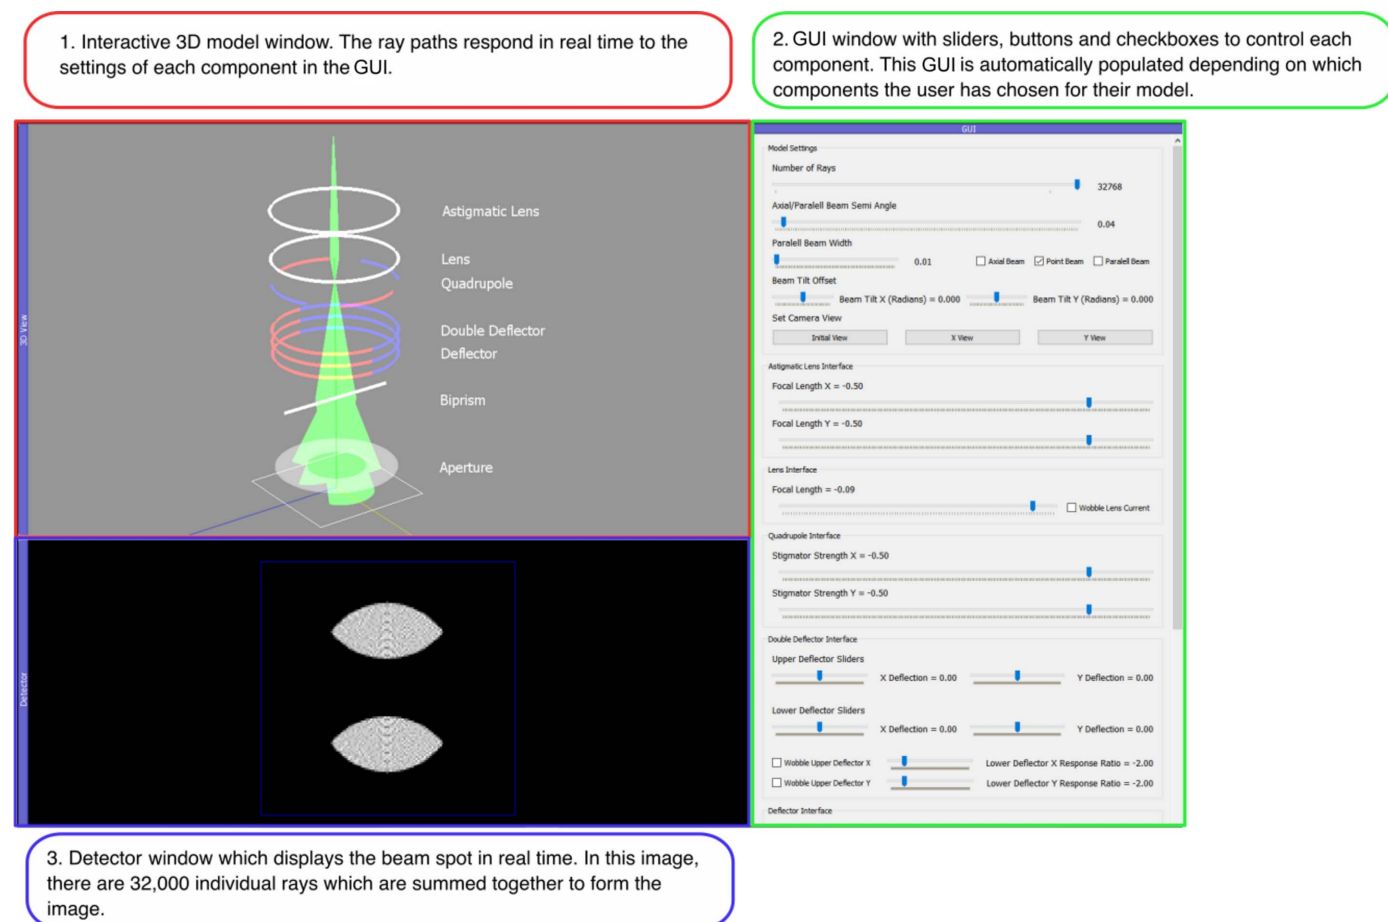 1. Interactive 3D model window. The ray paths respond in real time to the
settings of each component in the GUI.
2. GUI window with sliders, buttons and checkboxes to control each
component. This GUI is automatically populated depending on which
components the user has chosen for their model.
3D View
Astigmatic Lens
Lens
Quadrupole
Double Deflector
Deflector
Biprism
Aperture
GUI
Model Settings
Number of Rays
32768
Axial/Paralell Beam Semi Angle
0.04
Paralell Beam Width
0.01 Axial Beam Point Beam Paralell Beam
Beam Tilt Offset
Beam Tilt X (Radians) = 0.000 Beam Tilt Y (Radians) = 0.000
Set Camera View
Initial View X View Y View
Astigmatic Lens Interface
Focal Length X = -0.50
Focal Length Y = -0.50
Lens Interface
Focal Length = -0.09
Wobble Lens Current
Quadrupole Interface
Stigmator Strength X = -0.50
Stigmator Strength Y = -0.50
Double Deflector Interface
Upper Deflector Sliders
X Deflection = 0.00 Y Deflection = 0.00
Lower Deflector Sliders
X Deflection = 0.00 Y Deflection = 0.00
Wobble Upper Deflector X Lower Deflector X Response Ratio = -2.00
Wobble Upper Deflector Y Lower Deflector Y Response Ratio = -2.00
Deflector Interface
Detector
3. Detector window which displays the beam spot in real time. In this image,
there are 32,000 individual rays which are summed together to form the
image.